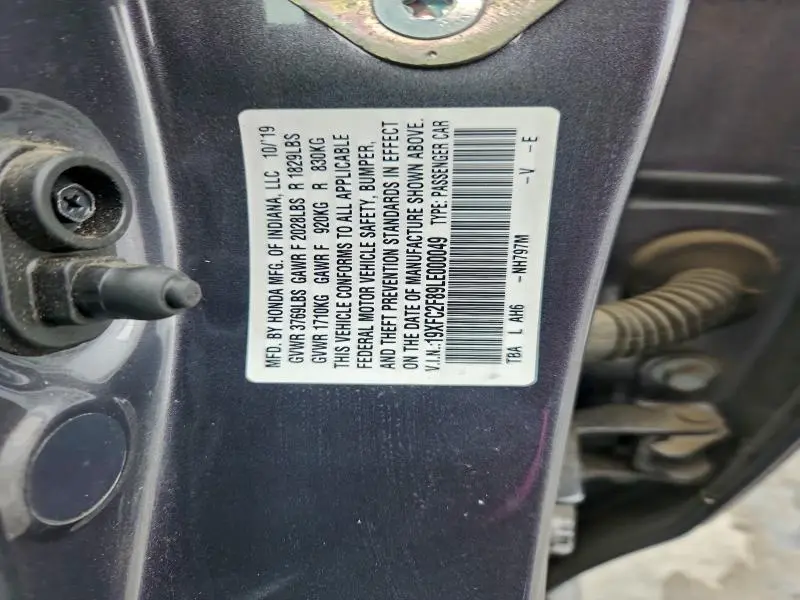 MFD. BY HONDA MFG. OF INDIANA, LLC 10/'19
GVWR 3769LBS GAWR F 2028LBS R 1829LBS
GVWR 1710KG GAWR F 920KG R 830KG
THIS VEHICLE CONFORMS TO ALL APPLICABLE
FEDERAL MOTOR VEHICLE SAFETY, BUMPER,
AND THEFT PREVENTION STANDARDS IN EFFECT
ON THE DATE OF MANUFACTURE SHOWN ABOVE.
V.I.N.:19XFC2F89LE000049 TYPE: PASSENGER CAR
TBA L AH6 -NH797M -V -E